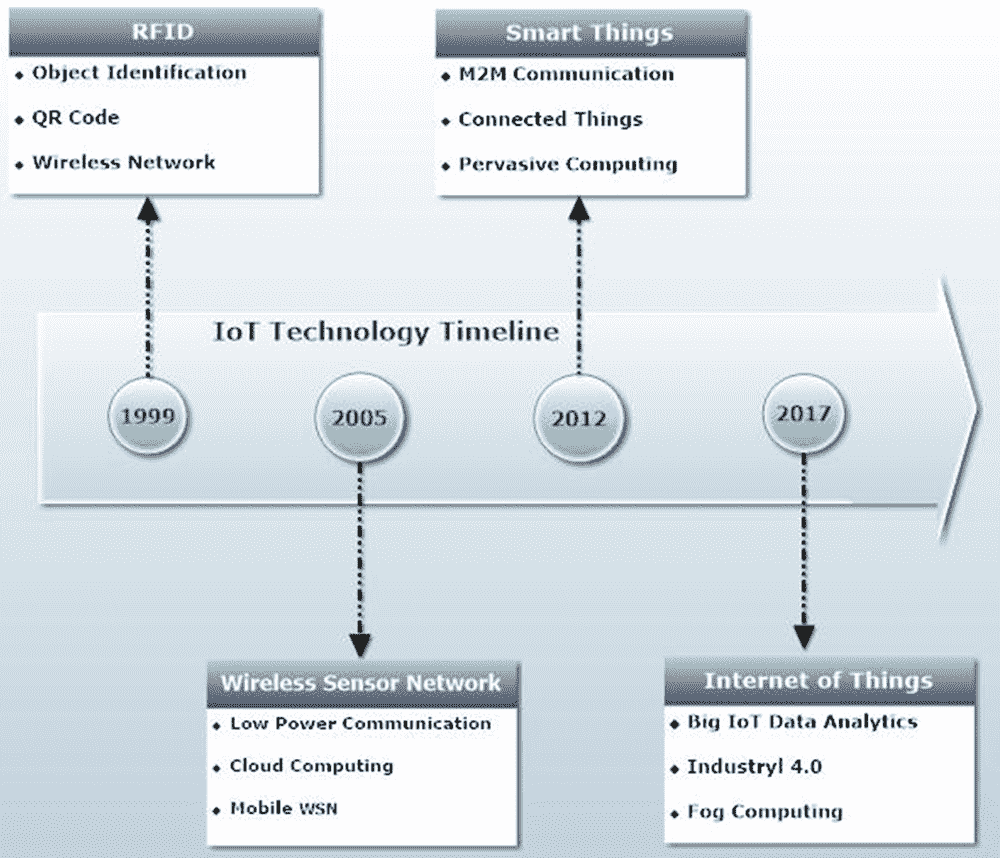 RFID
Object Identification
QR Code
Wireless Network
Smart Things
M2M Communication
Connected Things
Pervasive Computing
IoT Technology Timeline
1999
2005
2012
2017
Wireless Sensor Network
Low Power Communication
Cloud Computing
Mobile WSN
Internet of Things
Big IoT Data Analytics
Industryl 4.0
Fog Computing